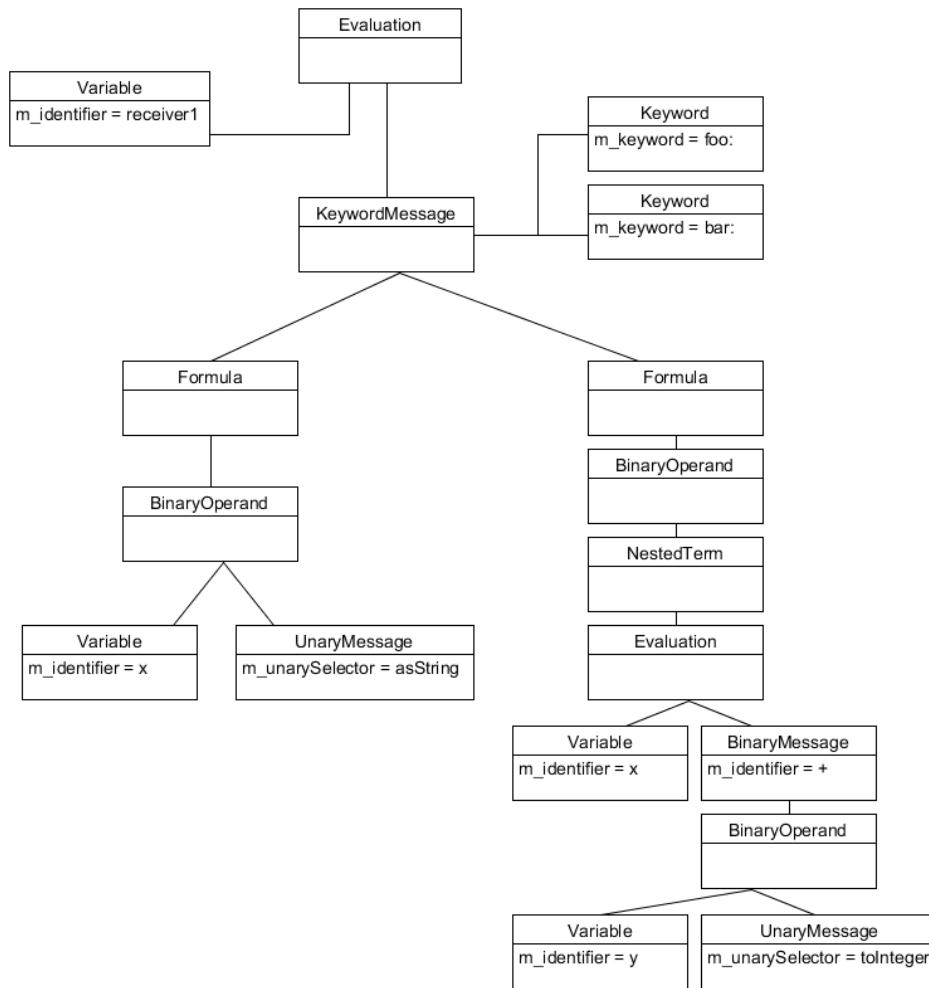 Evaluation
Variable
m_identifier = receiver1
Keyword
m_keyword = foo:
Keyword
m_keyword = bar:
KeywordMessage
Formula
Formula
BinaryOperand
BinaryOperand
NestedTerm
Variable
m_identifier = x
UnaryMessage
m_unarySelector = asString
Evaluation
Variable
m_identifier = x
BinaryMessage
m_identifier = +
BinaryOperand
Variable
m_identifier = y
UnaryMessage
m_unarySelector = toInteger